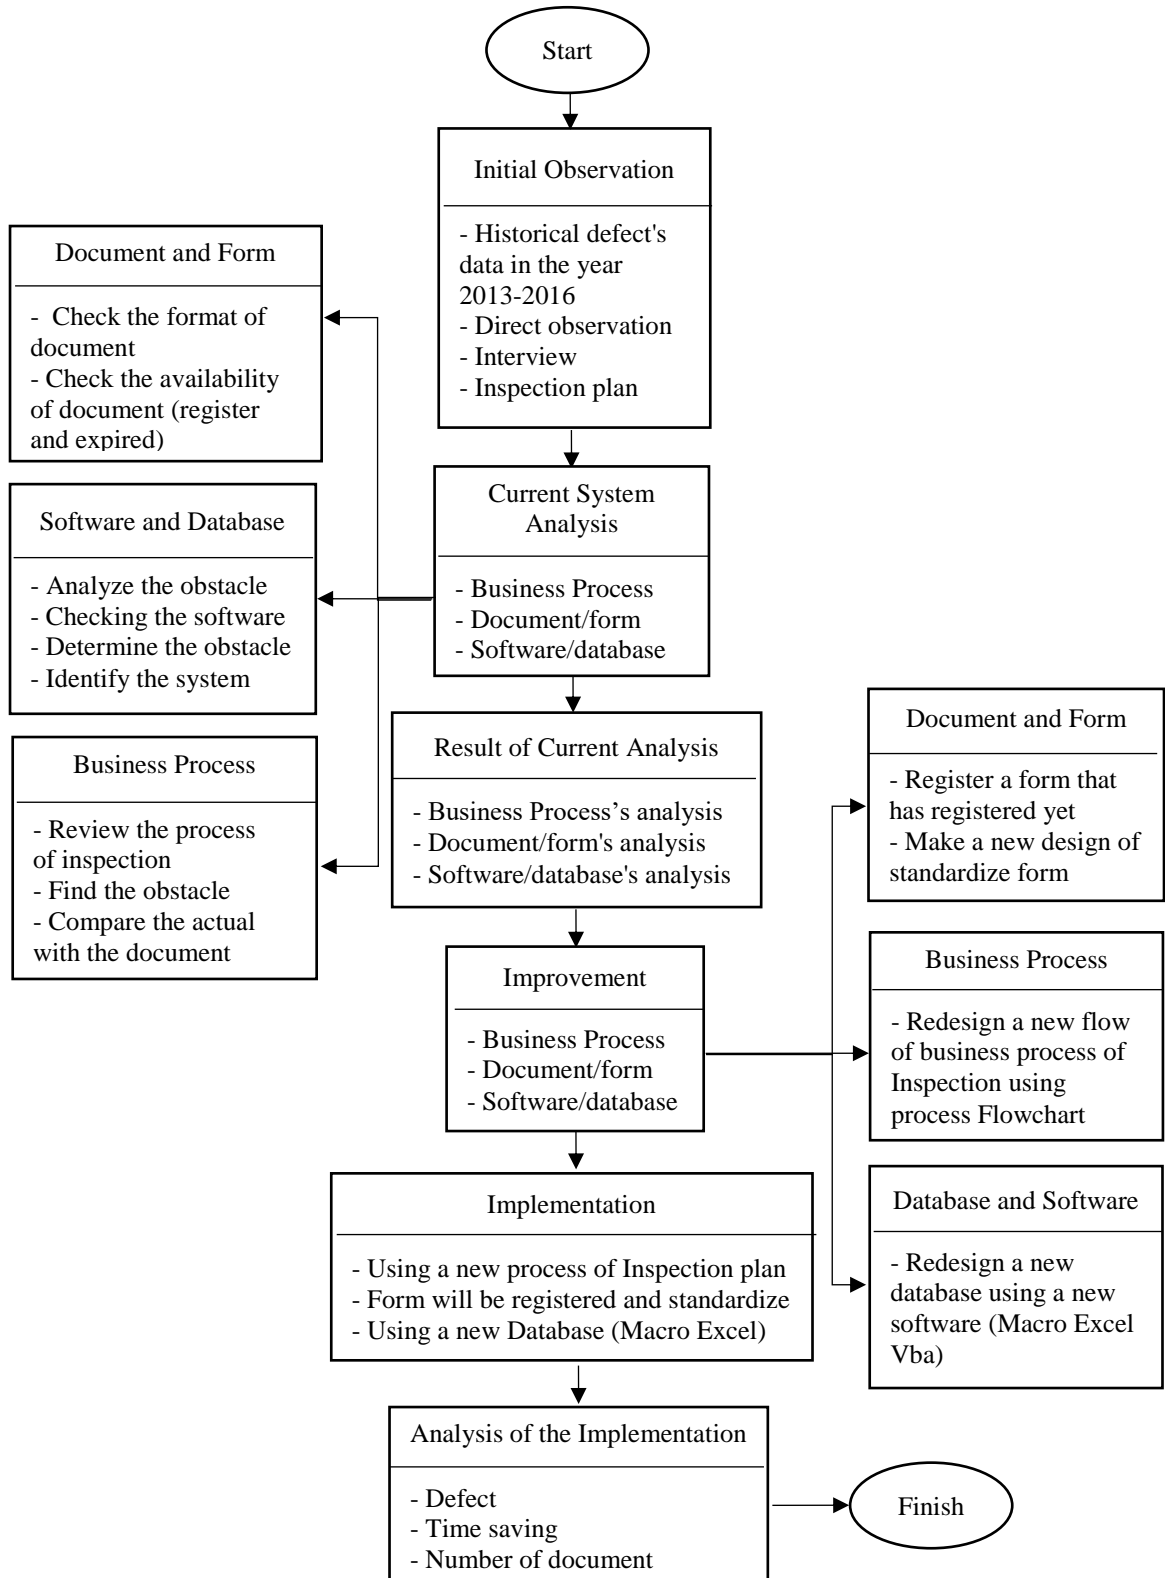 Start
Initial Observation
- Historical defect's
data in the year
2013-2016
- Direct observation
- Interview
- Inspection plan
Document and Form
- Check the format of
document
- Check the availability
of document (register
and expired)
Current System
Analysis
- Business Process
- Document/form
- Software/database
Software and Database
- Analyze the obstacle
- Checking the software
- Determine the obstacle
- Identify the system
Business Process
- Review the process
of inspection
- Find the obstacle
- Compare the actual
with the document
Result of Current Analysis
- Business Process’s analysis
- Document/form's analysis
- Software/database's analysis
Improvement
- Business Process
- Document/form
- Software/database
Document and Form
- Register a form that
has registered yet
- Make a new design of
standardize form
Business Process
- Redesign a new flow
of business process of
Inspection using
process Flowchart
Database and Software
- Redesign a new
database using a new
software (Macro Excel
Vba)
Implementation
- Using a new process of Inspection plan
- Form will be registered and standardize
- Using a new Database (Macro Excel)
Analysis of the Implementation
- Defect
- Time saving
- Number of document
Finish